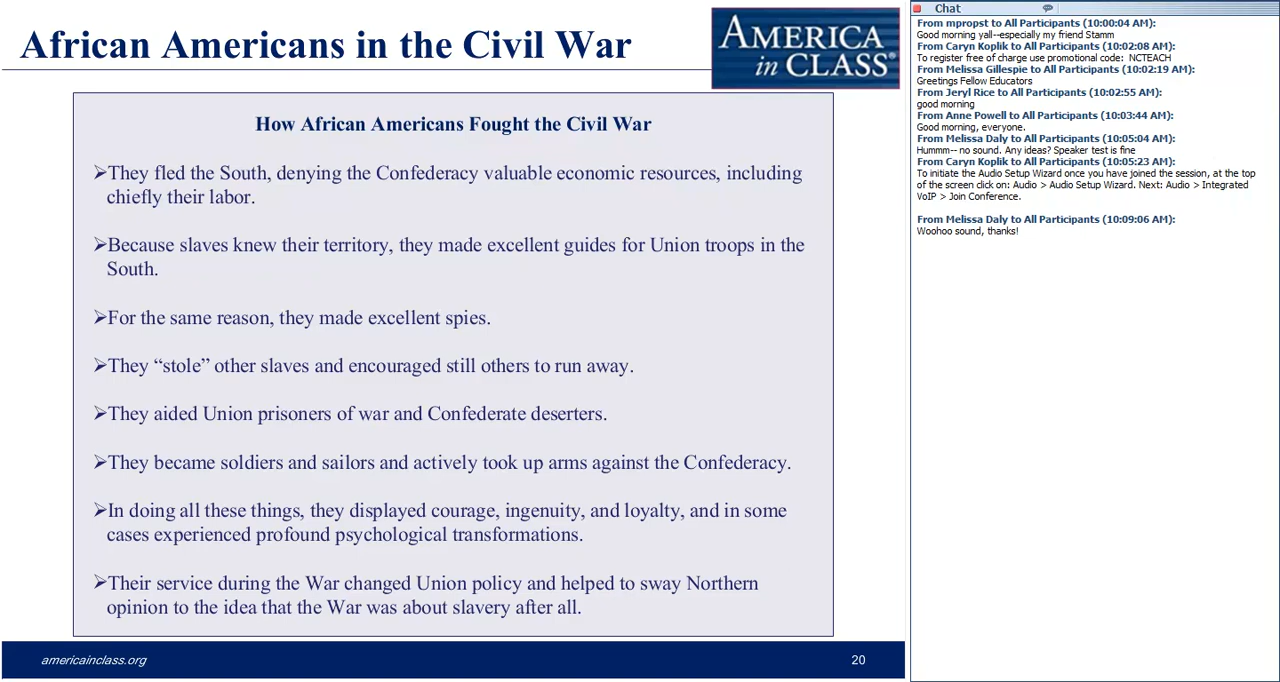 African Americans in the Civil War
AMERICA
in CLASS®
How African Americans Fought the Civil War
➢They fled the South, denying the Confederacy valuable economic resources, including
chiefly their labor.
➢Because slaves knew their territory, they made excellent guides for Union troops in the
South.
➢For the same reason, they made excellent spies.
➢They “stole” other slaves and encouraged still others to run away.
➢They aided Union prisoners of war and Confederate deserters.
➢They became soldiers and sailors and actively took up arms against the Confederacy.
➢In doing all these things, they displayed courage, ingenuity, and loyalty, and in some
cases experienced profound psychological transformations.
➢Their service during the War changed Union policy and helped to sway Northern
opinion to the idea that the War was about slavery after all.
americainclass.org
20
Chat
From mpropst to All Participants (10:00:04 AM):
Good morning yall--especially my friend Stamm
From Caryn Koplik to All Participants (10:02:08 AM):
To register free of charge use promotional code: NCTEACH
From Melissa Gillespie to All Participants (10:02:19 AM):
Greetings Fellow Educators
From Jeryl Rice to All Participants (10:02:55 AM):
good morning
From Anne Powell to All Participants (10:03:44 AM):
Good morning, everyone.
From Melissa Daly to All Participants (10:05:04 AM):
Hummm-- no sound. Any ideas? Speaker test is fine
From Caryn Koplik to All Participants (10:05:23 AM):
To initiate the Audio Setup Wizard once you have joined the session, at the top
of the screen click on: Audio > Audio Setup Wizard. Next: Audio > Integrated
VoIP > Join Conference.
From Melissa Daly to All Participants (10:09:06 AM):
Woohoo sound, thanks!